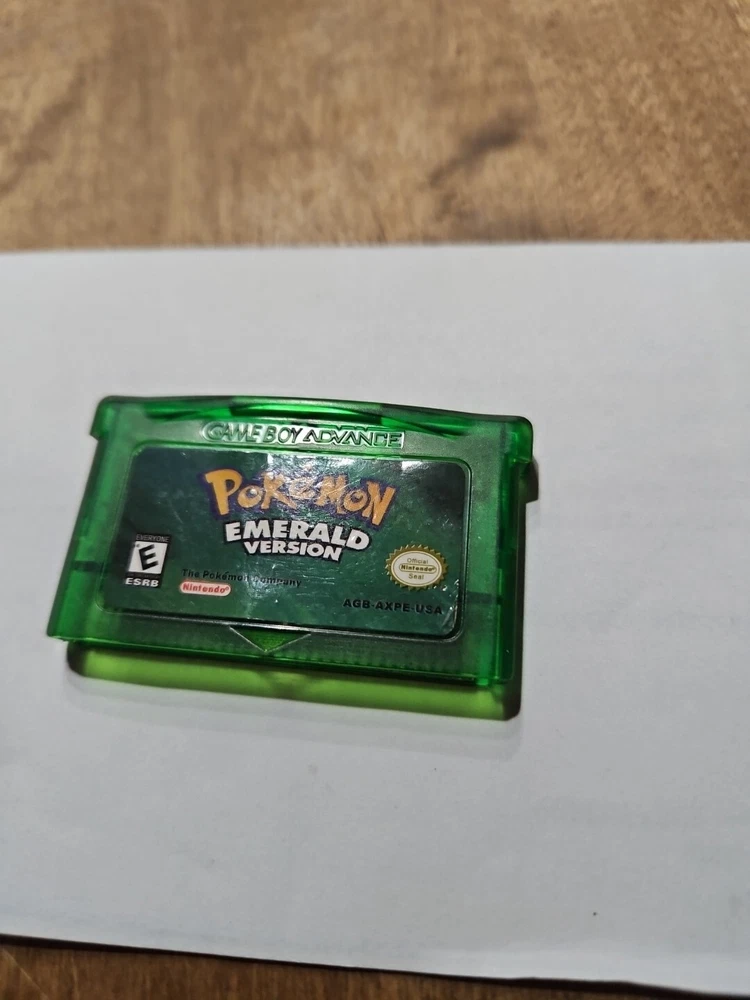 GAME BOY ADVANCE
POKéMON
EMERALD
VERSION
EVERYONE
E
ESRB
The Pokémon Company
Nintendo
Official
Nintendo
Seal
AGB-AXPE-USA